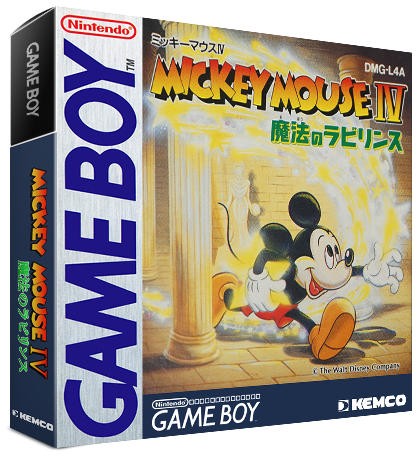 GAME BOY
MICKEY MOUSE IV
魔法のラビリンス
KEMCO
Nintendo
GAME BOY
TM
ミッキーマウスIV
DMG-L4A
MICKEY MOUSE IV
魔法のラビリンス
© The Walt Disney Company
Nintendo
GAME BOY
KEMCO